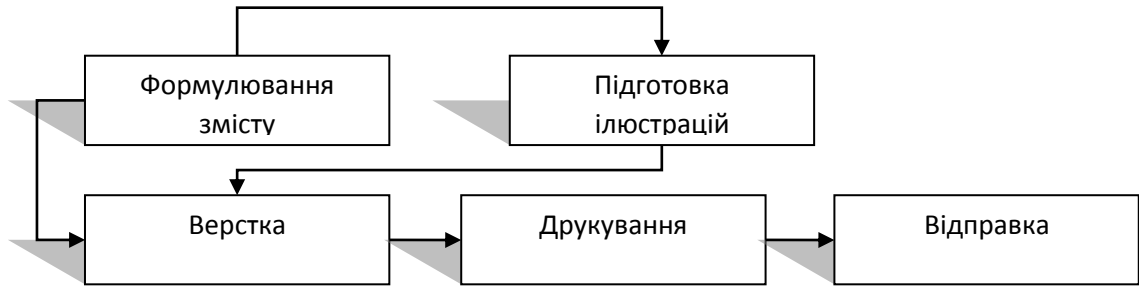 Формулювання
змісту
Підготовка
ілюстрацій
Верстка
Друкування
Відправка